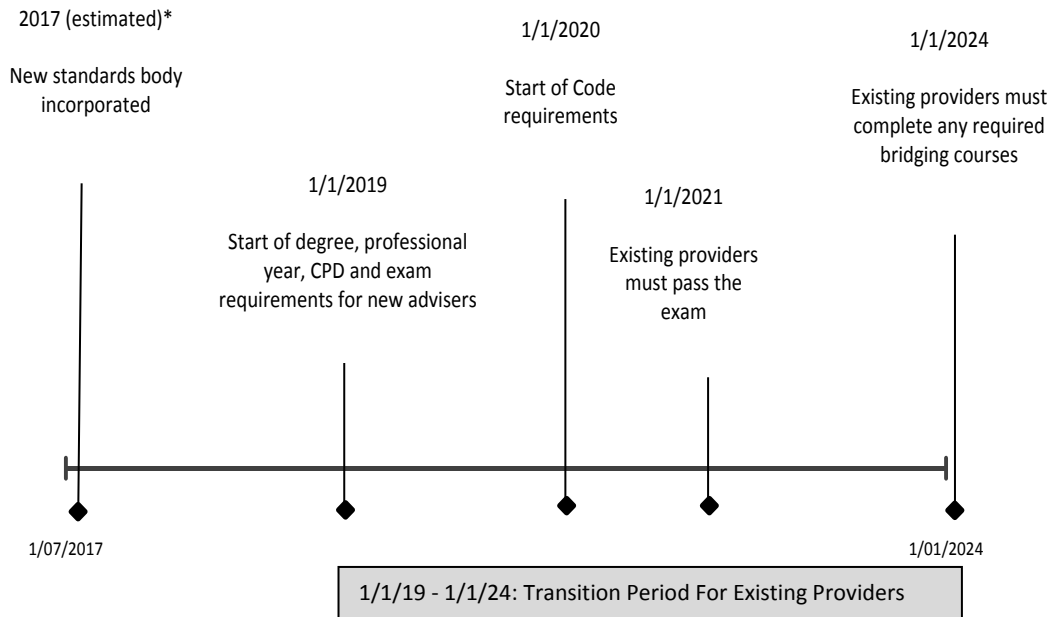 2017 (estimated)*
New standards body
incorporated
1/1/2019
Start of degree, professional
year, CPD and exam
requirements for new advisers
1/1/2020
Start of Code
requirements
1/1/2021
Existing providers
must pass the
exam
1/1/2024
Existing providers must
complete any required
bridging courses
1/07/2017
1/01/2024
1/1/19 - 1/1/24: Transition Period For Existing Providers